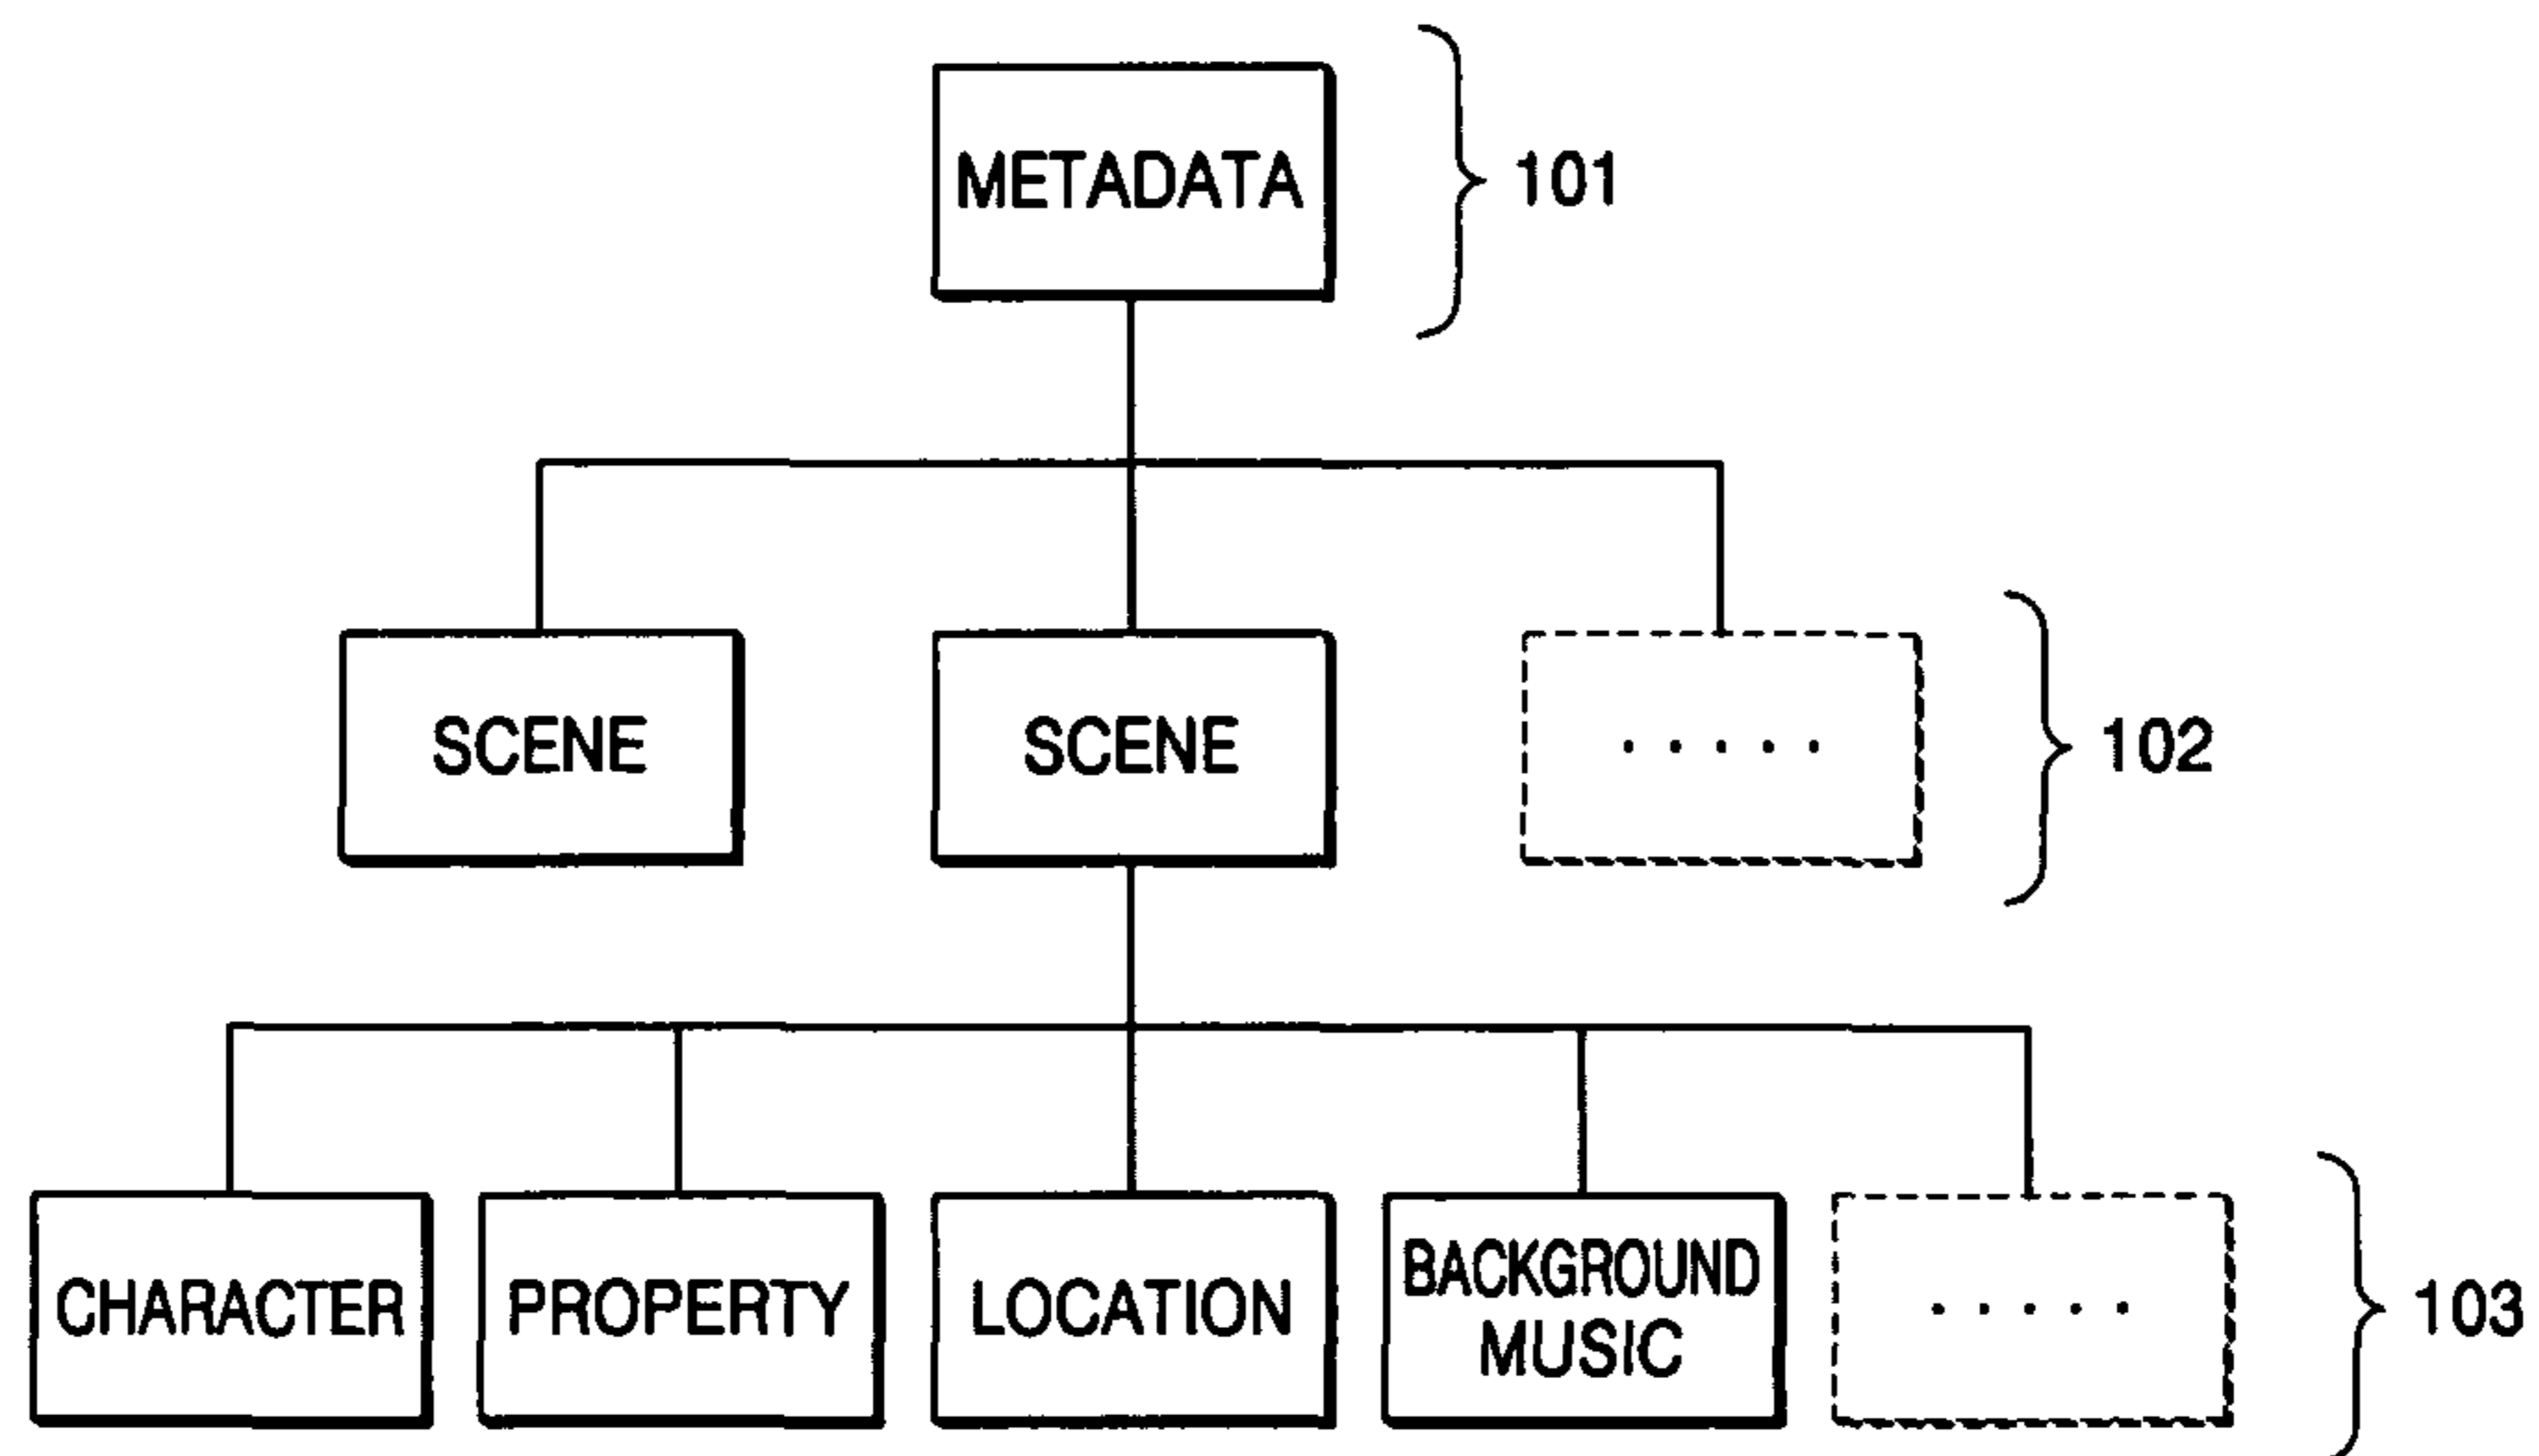 METADATA
101
SCENE
SCENE
.....
102
CHARACTER
PROPERTY
LOCATION
BACKGROUND
MUSIC
.....
103